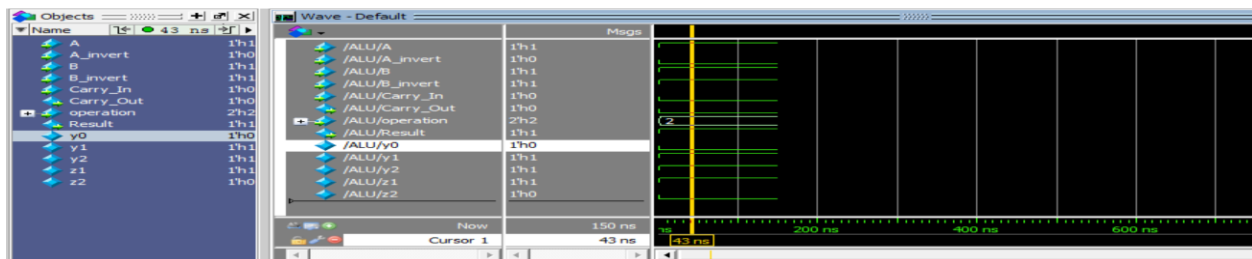 Objects
Name 43 ns
A 1'h1
A_invert 1'h0
B 1'h1
B_invert 1'h1
Carry_In 1'h0
Carry_Out 1'h0
operation 2'h2
Result 1'h1
y0 1'h0
y1 1'h1
y2 1'h1
z1 1'h1
z2 1'h0
Wave - Default
Msgs
/ALU/A 1'h1
/ALU/A_invert 1'h0
/ALU/B 1'h1
/ALU/B_invert 1'h1
/ALU/Carry_In 1'h0
/ALU/Carry_Out 1'h0
/ALU/operation 2'h2 2
/ALU/Result 1'h1
/ALU/y0 1'h0
/ALU/y1 1'h1
/ALU/y2 1'h1
/ALU/z1 1'h1
/ALU/z2 1'h0
Now 150 ns ns 200 ns 400 ns 600 ns
Cursor 1 43 ns 43 ns